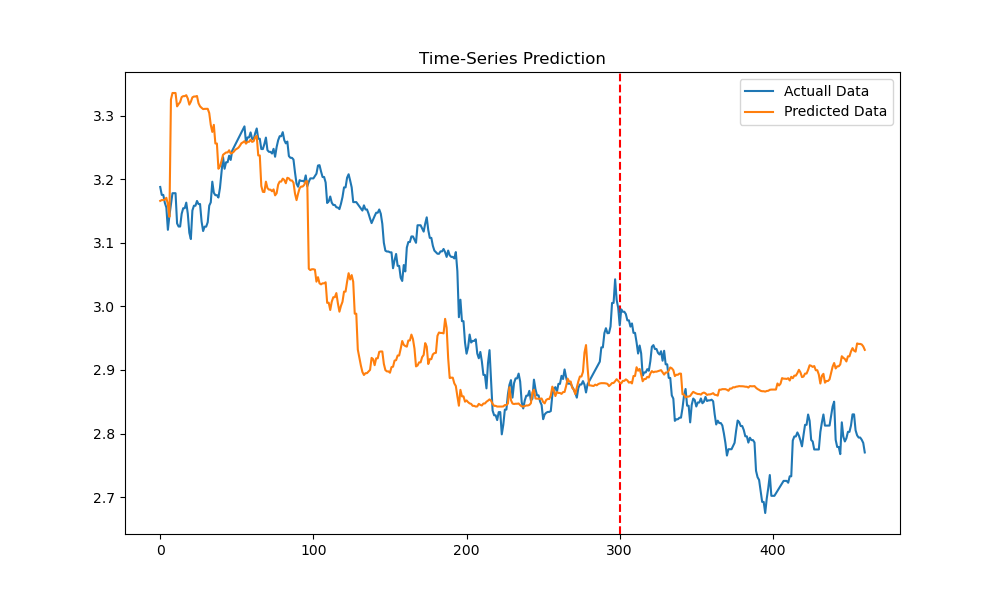 Time-Series Prediction
Actuall Data
Predicted Data
3.3
3.2
3.1
3.0
2.9
2.8
2.7
0 100 200 300 400